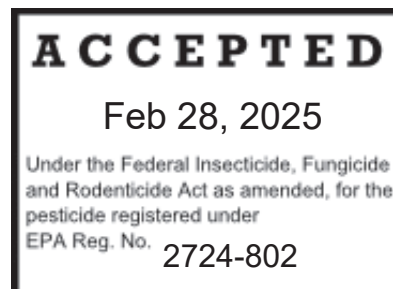 ACCEPTED
Feb 28, 2025
Under the Federal Insecticide, Fungicide
and Rodenticide Act as amended, for the
pesticide registered under
EPA Reg. No. 2724-802